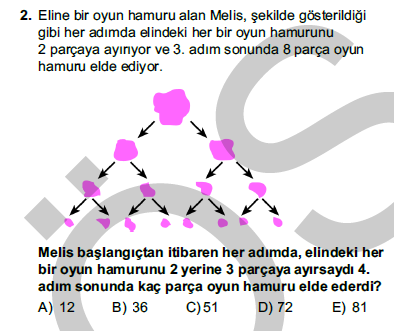 2. Eline bir oyun hamuru alan Melis, şekilde gösterildiği
gibi her adımda elindeki her bir oyun hamurunu
2 parçaya ayırıyor ve 3. adım sonunda 8 parça oyun
hamuru elde ediyor.
Melis başlangıçtan itibaren her adımda, elindeki her
bir oyun hamurunu 2 yerine 3 parçaya ayırsaydı 4.
adım sonunda kaç parça oyun hamuru elde ederdi?
A) 12 B) 36 C) 51 D) 72 E) 81